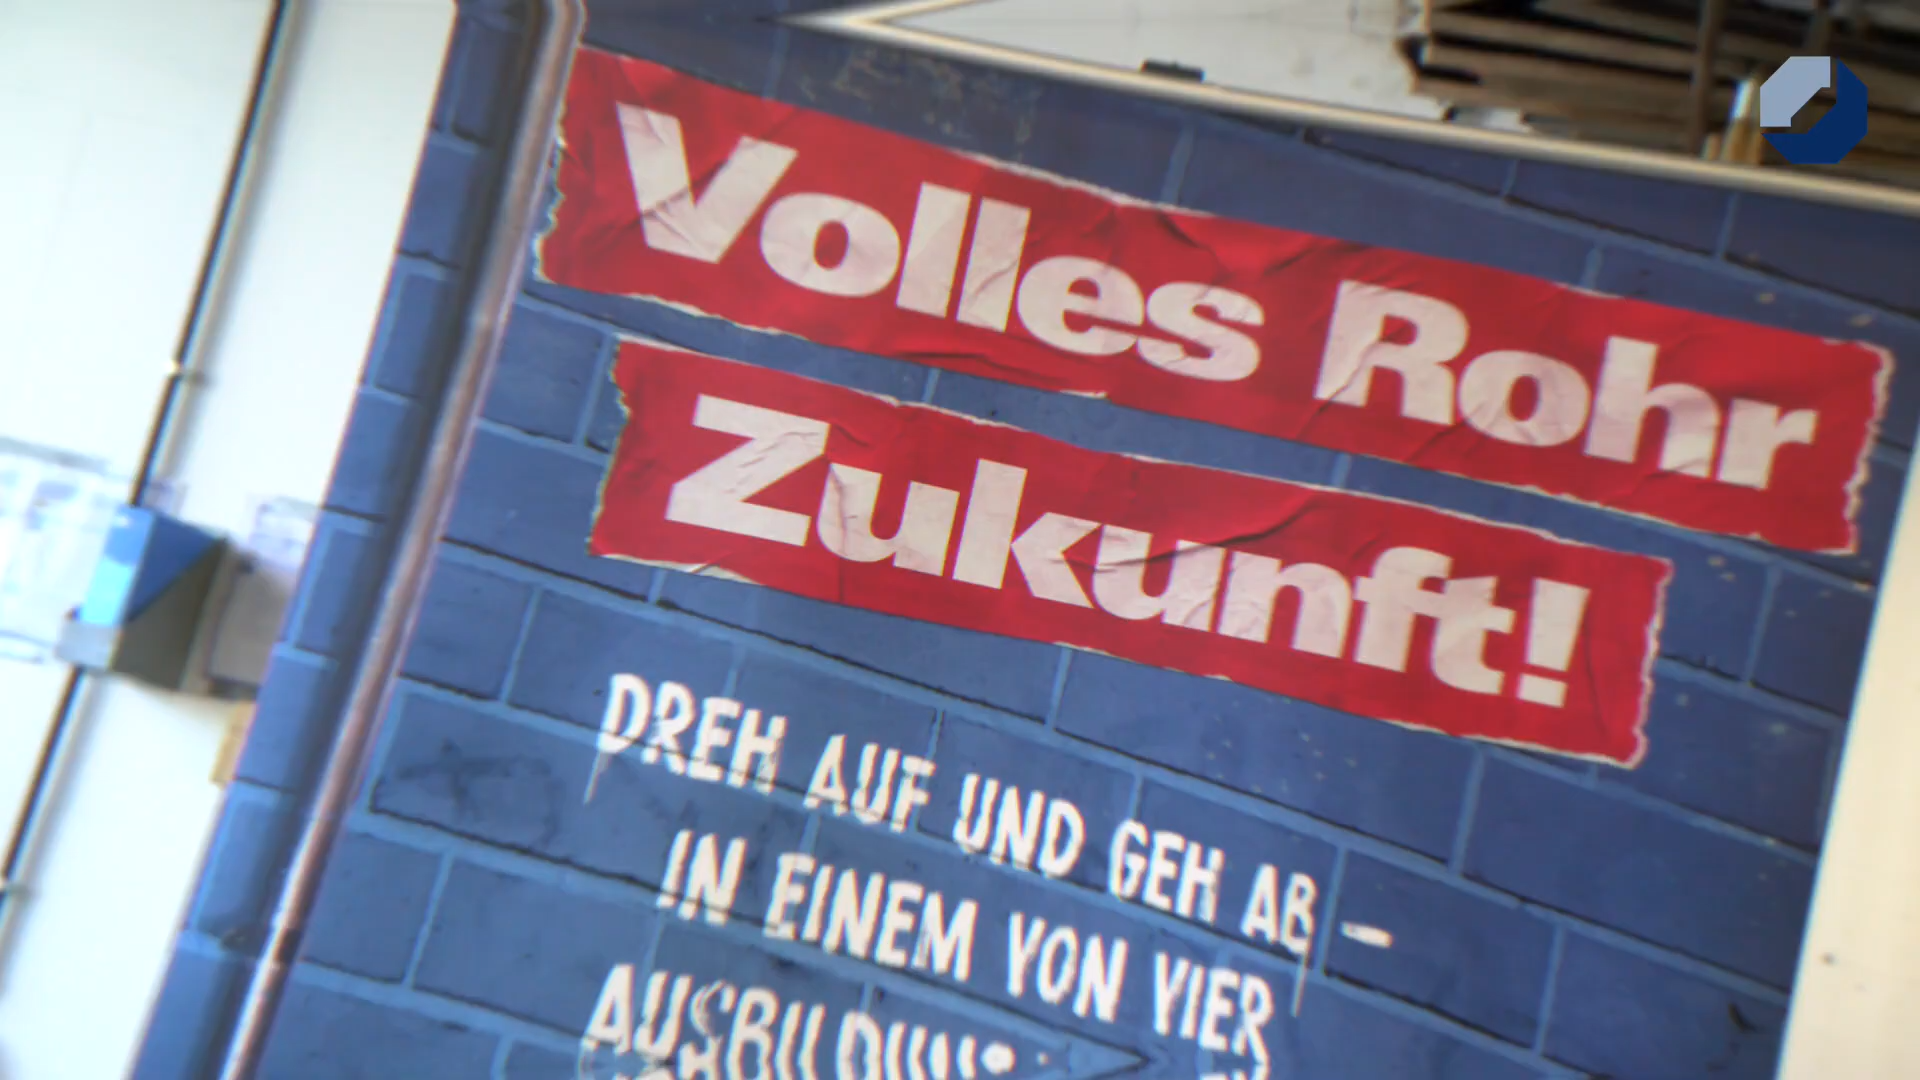 Volles Rohr
Zukunft!
DREH AUF UND GEH AB –
IN EINEM VON VIER